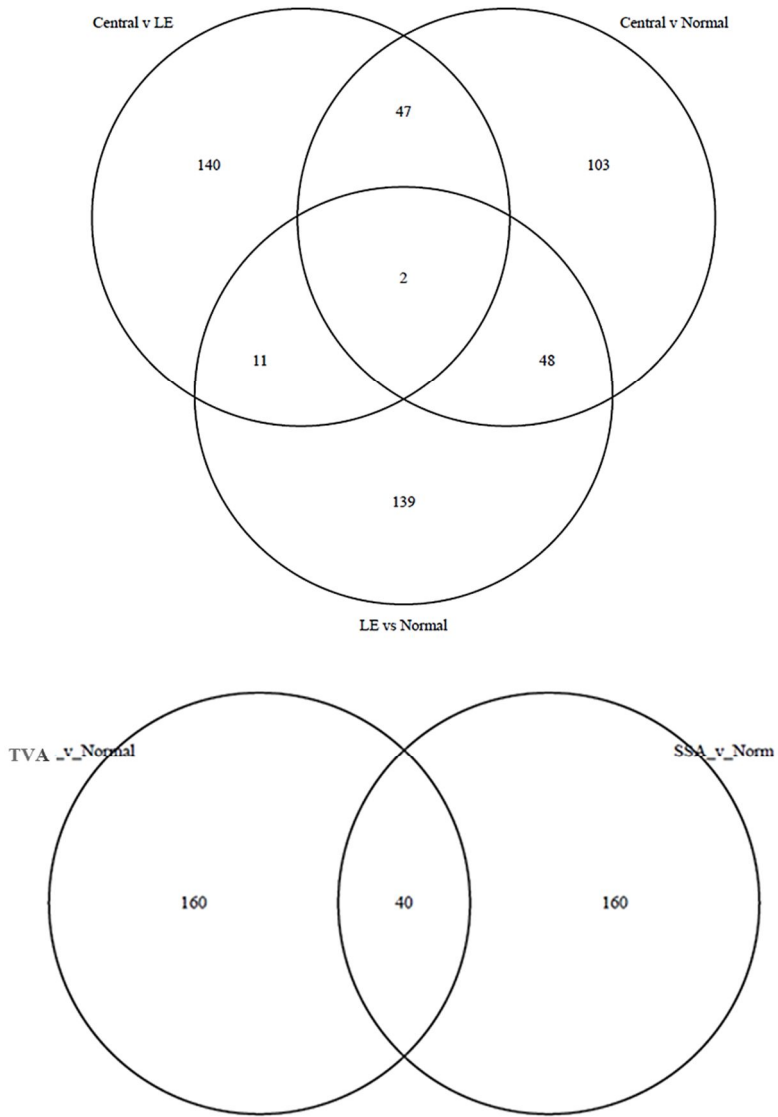 Central v LE Central v Normal
47
140 103
2
11 48
139
LE vs Normal
TVA _v_Normal SSA_v_Norm
160 40 160